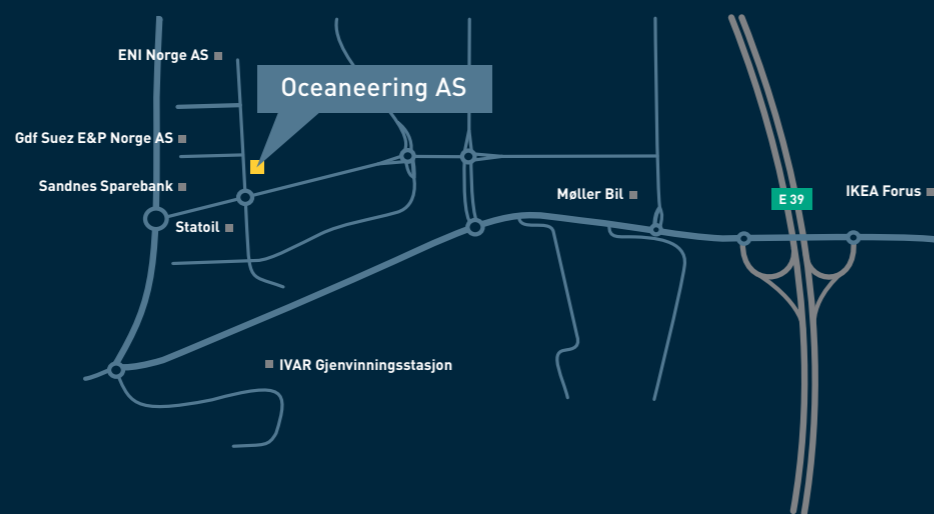 ENI Norge AS
Oceaneering AS
Gdf Suez E&P Norge AS
Sandnes Sparebank
Møller Bil
E 39
IKEA Forus
Statoil
IVAR Gjenvinningsstasjon